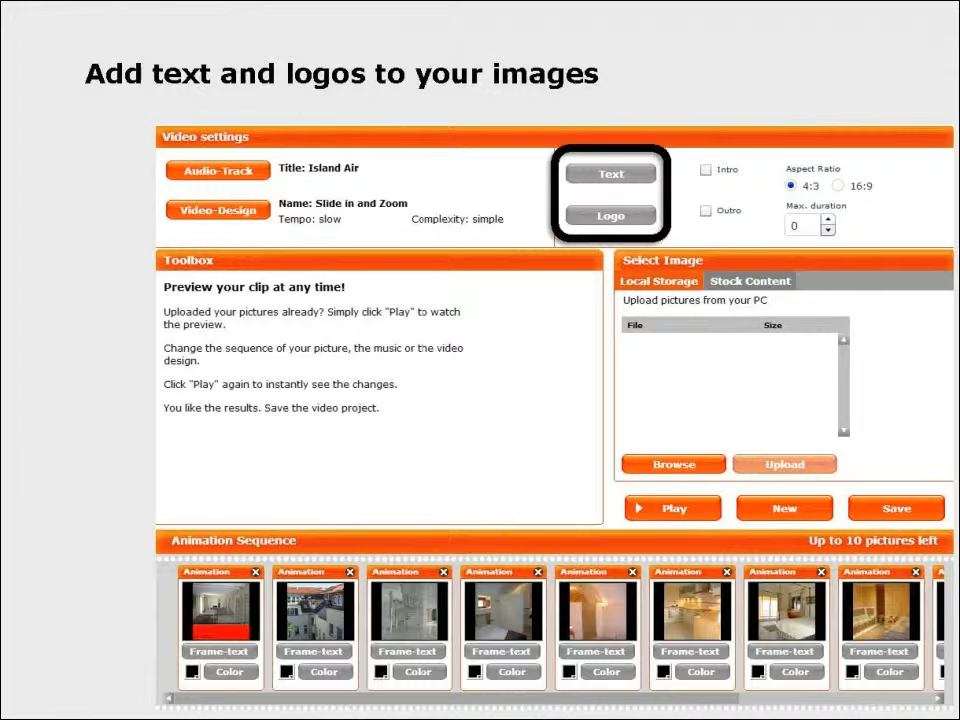 Add text and logos to your images
Video settings
Audio-Track
Title: Island Air
Video-Design
Name: Slide in and Zoom
Tempo: slow
Complexity: simple
Text
Logo
Intro
Outro
Aspect Ratio
4:3
16:9
Max. duration
0
Toolbox
Preview your clip at any time!
Uploaded your pictures already? Simply click "Play" to watch
the preview.
Change the sequence of your picture, the music or the video
design.
Click "Play" again to instantly see the changes.
You like the results. Save the video project.
Select Image
Local Storage
Stock Content
Upload pictures from your PC
File
Size
Browse
Upload
Play
New
Save
Animation Sequence
Up to 10 pictures left
Animation X Animation X Animation X Animation X Animation X Animation X Animation X Animation X A
Frame-text Frame-text Frame-text Frame-text Frame-text Frame-text Frame-text Frame-text
Color Color Color Color Color Color Color Color